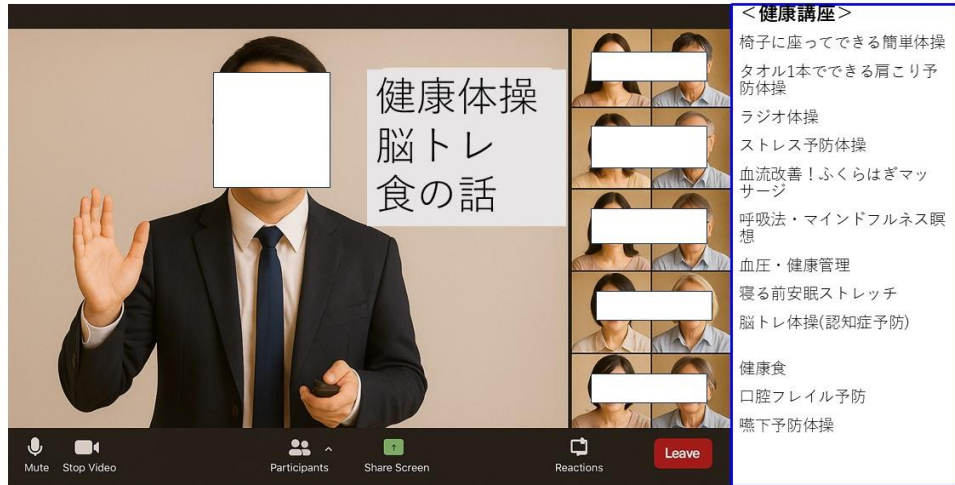 健康体操
脳トレ
食の話
Mute
Stop Video
Participants
Share Screen
Reactions
Leave
＜健康講座＞
椅子に座ってできる簡単体操
タオル1本でできる肩こり予
防体操
ラジオ体操
ストレス予防体操
血流改善！ふくらはぎマッ
サージ
呼吸法・マインドフルネス瞑
想
血圧・健康管理
寝る前安眠ストレッチ
脳トレ体操(認知症予防)
健康食
口腔フレイル予防
嚥下予防体操